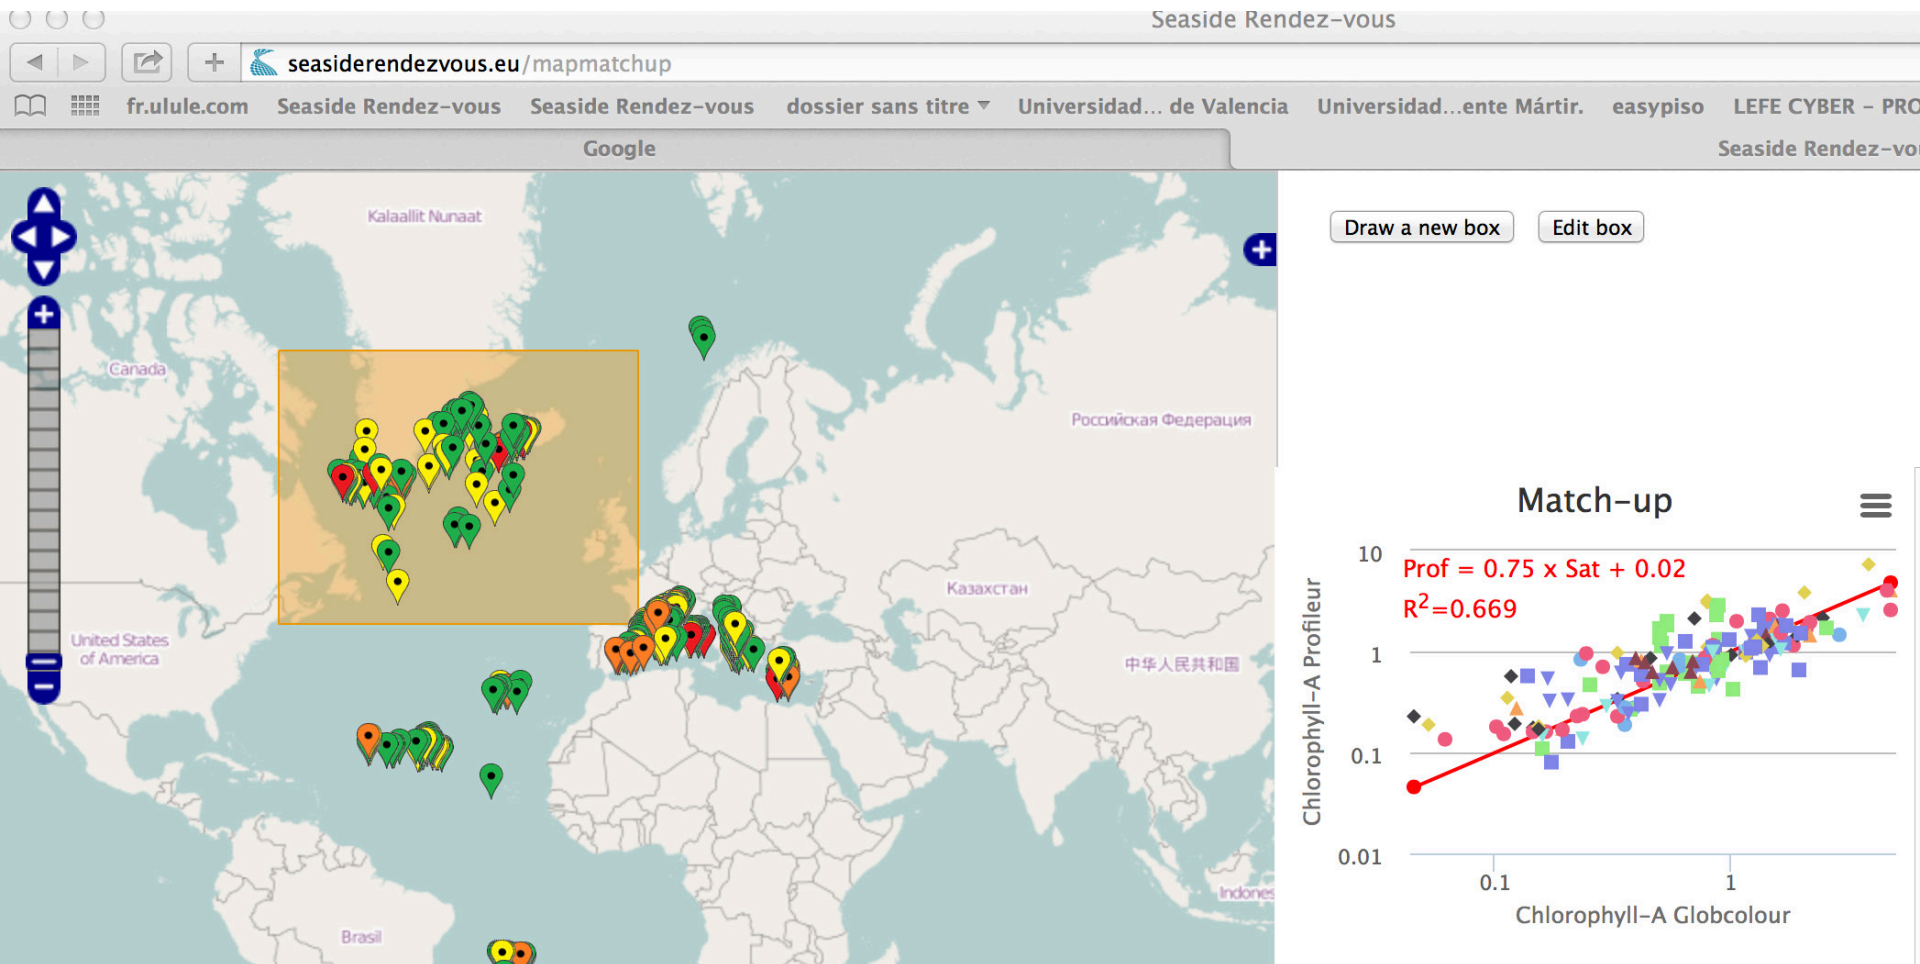 Seaside Rendez-vous
seasiderendezvous.eu/mapmatchup
fr.ulule.com Seaside Rendez-vous Seaside Rendez-vous dossier sans titre Universidad... de Valencia Universidad...ente Mártir. easypiso LEFE CYBER - PRO
Google
Seaside Rendez-vou
Kalaallit Nunaat
Canada
Российская Федерация
Казахстан
United States
of America
中华人民共和国
Indones
Brasil
Draw a new box Edit box
Match-up
Prof = 0.75 x Sat + 0.02
R²=0.669
10
1
0.1
0.01
Chlorophyll-A Profileur
0.1 1
Chlorophyll-A Globcolour